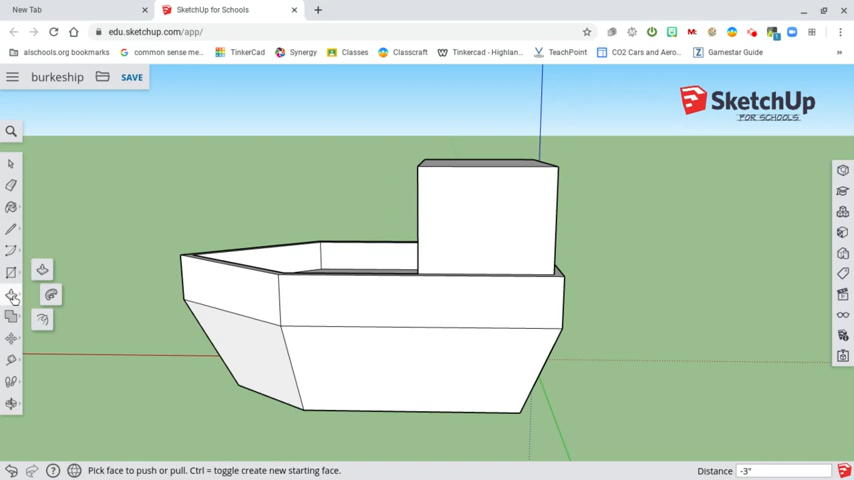 New Tab
SketchUp for Schools
edu.sketchup.com/app/
alschools.org bookmarks
common sense me...
TinkerCad
Synergy
Classes
Classcraft
Tinkercad - Highlan...
TeachPoint
CO2 Cars and Aero...
Gamestar Guide
burkeship
SAVE
SketchUp
FOR SCHOOLS
Pick face to push or pull. Ctrl = toggle create new starting face.
Distance -3"